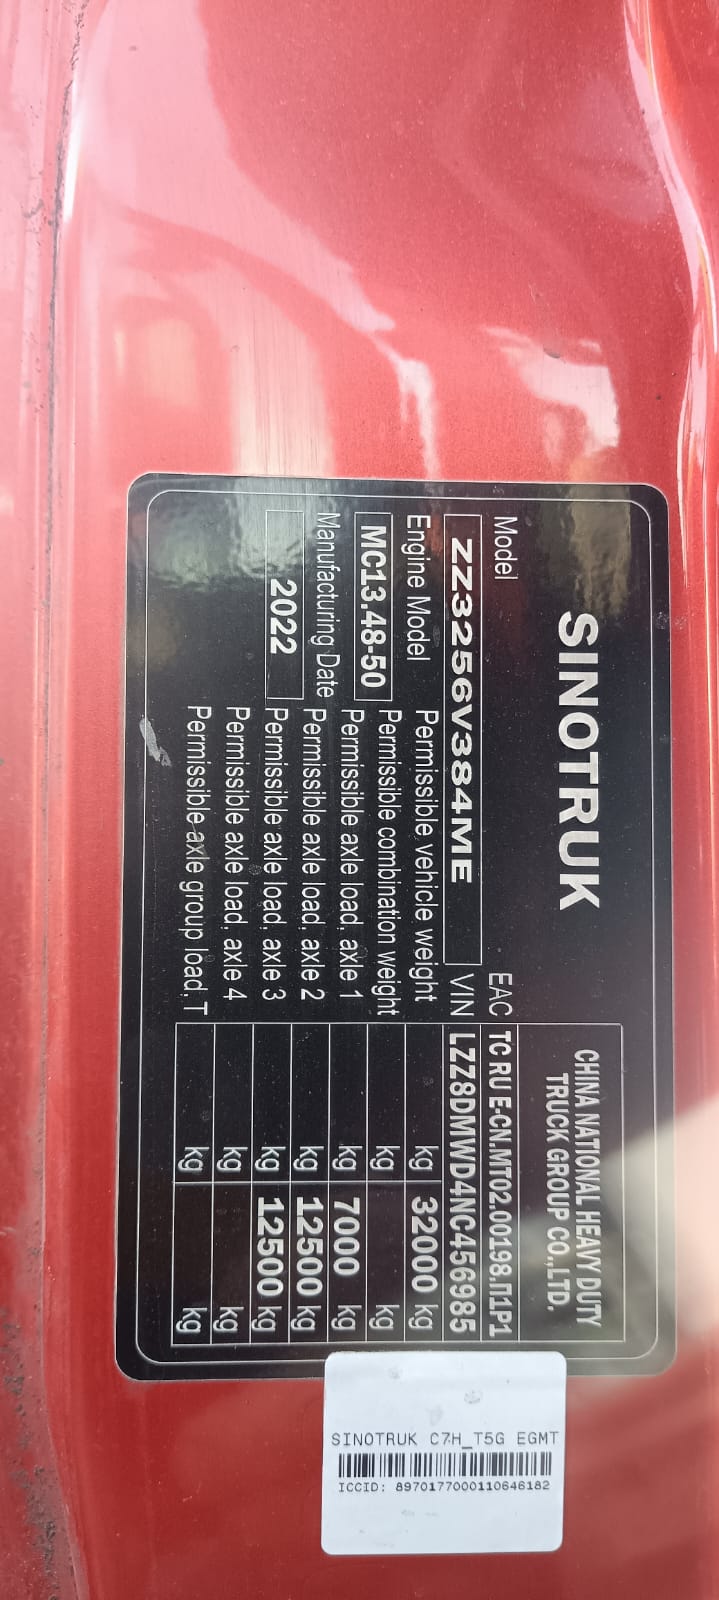 SINOTRUK
CHINA NATIONAL HEAVY DUTY
TRUCK GROUP CO.,LTD.
Model
EAC TC RU E-CN.MT02.00198.П1Р1
ZZ3256V384ME
VIN LZZ8DMWD4NC456985
Engine Model
Permissible vehicle weight kg 32000 kg
MC13.48-50
Permissible combination weight kg kg
Permissible axle load, axle 1 kg 7000 kg
Manufacturing Date
Permissible axle load, axle 2 kg 12500 kg
2022
Permissible axle load, axle 3 kg 12500 kg
Permissible axle load, axle 4 kg kg
Permissible axle group load, T kg kg
SINOTRUK C7H_T5G EGMT
ICCID: 8970177000110646182